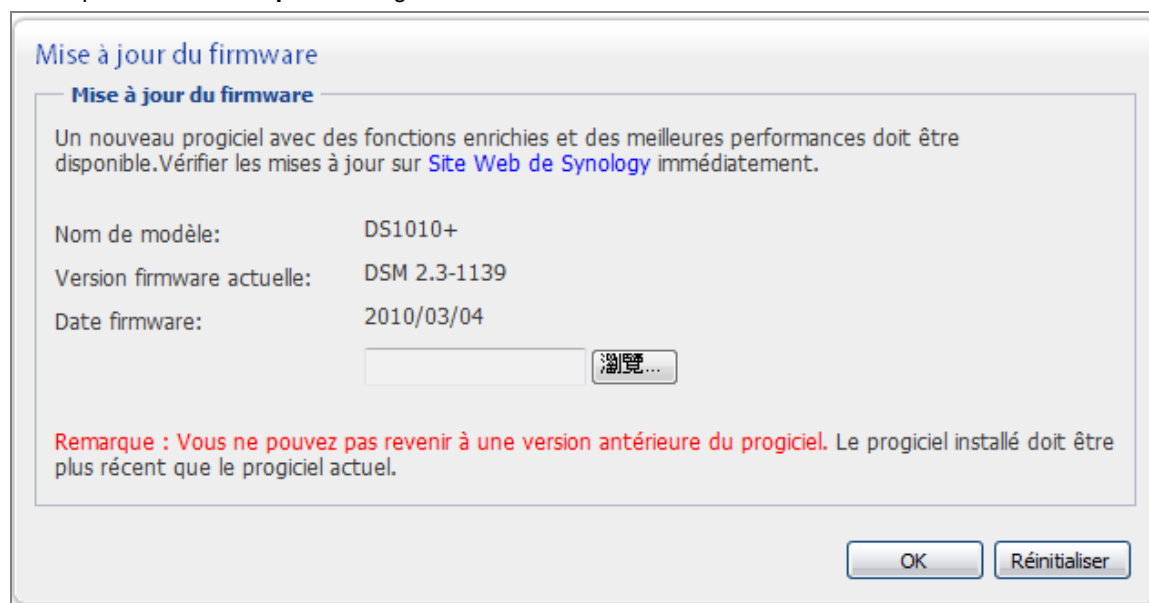 Mise à jour du firmware
Mise à jour du firmware
Un nouveau progiciel avec des fonctions enrichies et des meilleures performances doit être
disponible.Vérifier les mises à jour sur Site Web de Synology immédiatement.
Nom de modèle: DS1010+
Version firmware actuelle: DSM 2.3-1139
Date firmware: 2010/03/04
瀏覽...
Remarque : Vous ne pouvez pas revenir à une version antérieure du progiciel. Le progiciel installé doit être
plus récent que le progiciel actuel.
OK Réinitialiser